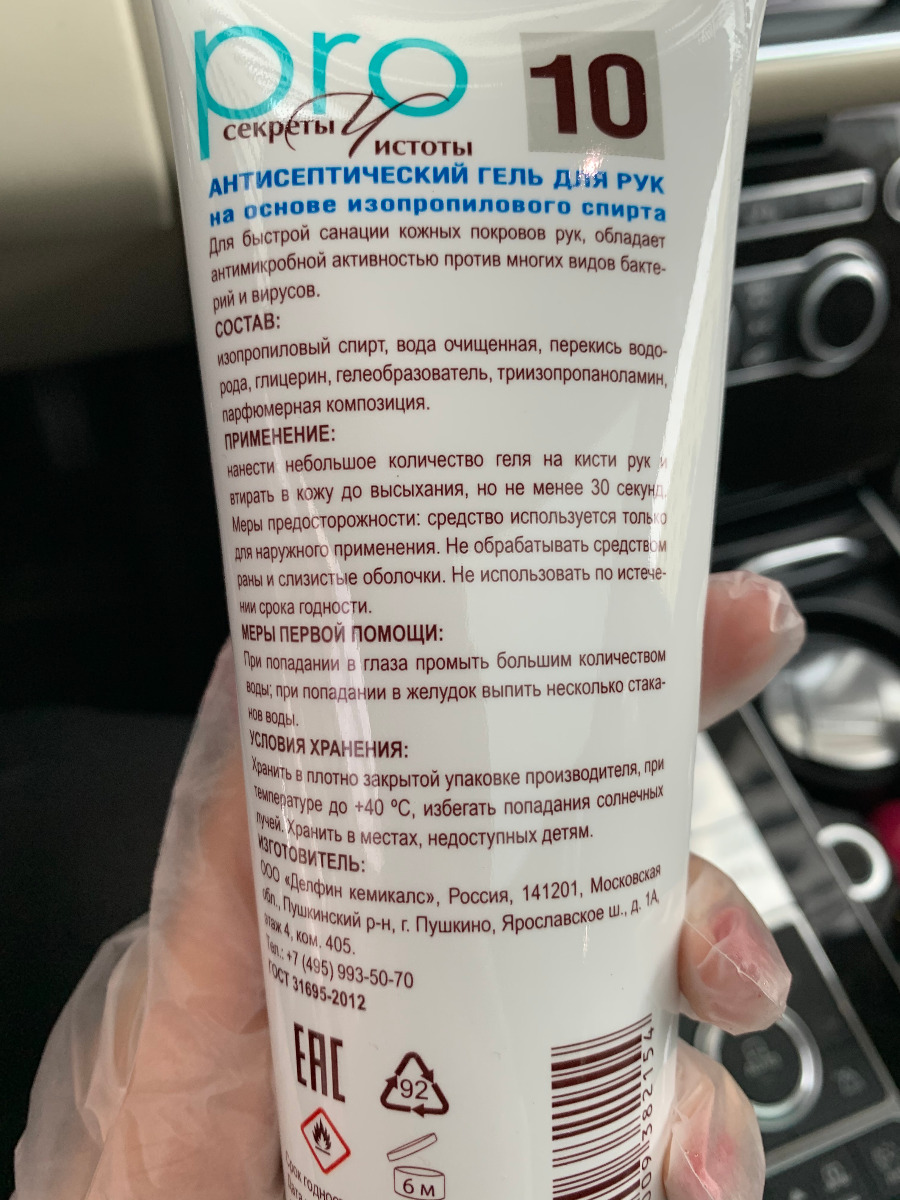 pro
10
секреты Чистоты
АНТИСЕПТИЧЕСКИЙ ГЕЛЬ ДЛЯ РУК
на основе изопропилового спирта
Для быстрой санации кожных покровов рук, обладает
антимикробной активностью против многих видов бакте-
рий и вирусов.
СОСТАВ:
изопропиловый спирт, вода очищенная, перекись водо-
рода, глицерин, гелеобразователь, триизопропаноламин,
парфюмерная композиция.
ПРИМЕНЕНИЕ:
нанести небольшое количество геля на кисти рук и
втирать в кожу до высыхания, но не менее 30 секунд.
Меры предосторожности: средство используется только
для наружного применения. Не обрабатывать средством
раны и слизистые оболочки. Не использовать по истече-
нии срока годности.
МЕРЫ ПЕРВОЙ ПОМОЩИ:
При попадании в глаза промыть большим количеством
воды; при попадании в желудок выпить несколько стака-
нов воды.
УСЛОВИЯ ХРАНЕНИЯ:
Хранить в плотно закрытой упаковке производителя, при
температуре до +40 ºС, избегать попадания солнечных
лучей. Хранить в местах, недоступных детям.
ИЗГОТОВИТЕЛЬ:
ООО «Делфин кемикалс», Россия, 141201, Московская
обл., Пушкинский р-н, г. Пушкино, Ярославское ш., д. 1А,
этаж 4, ком. 405.
Тел.: +7 (495) 993-50-70
ГОСТ 31695-2012
EAC
92
6 м
Срок годнос